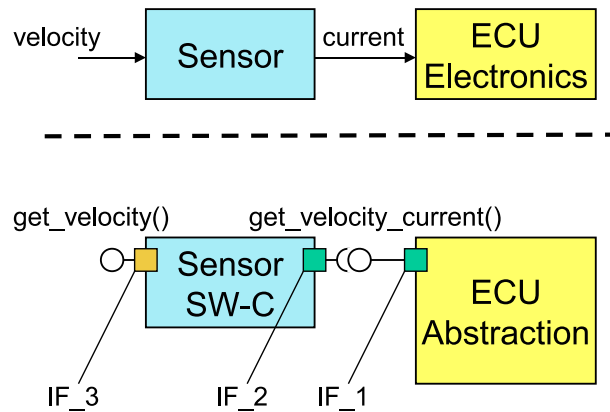 velocity
Sensor
current
ECU
Electronics
get_velocity()
get_velocity_current()
Sensor
SW-C
ECU
Abstraction
IF_3
IF_2
IF_1